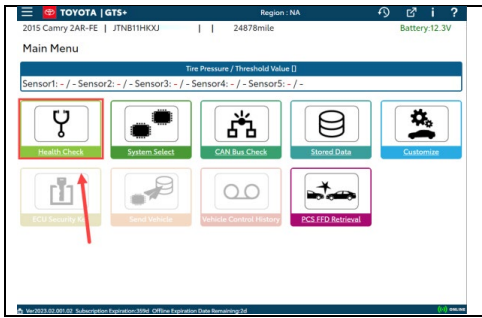 TOYOTA | GTS+ Region : NA i ?
2015 Camry 2AR-FE | JTNB11HKXJ | | 24878mile Battery:12.3V
Main Menu
Tire Pressure / Threshold Value []
Sensor1: - / - Sensor2: - / - Sensor3: - / - Sensor4: - / - Sensor5: - / -
Health Check System Select CAN Bus Check Stored Data Customize
ECU Security Key Send Vehicle Vehicle Control History PCS FFD Retrieval
Ver2023.02.001.02 Subscription Expiration:359d Offline Expiration Date Remaining:2d ONLINE